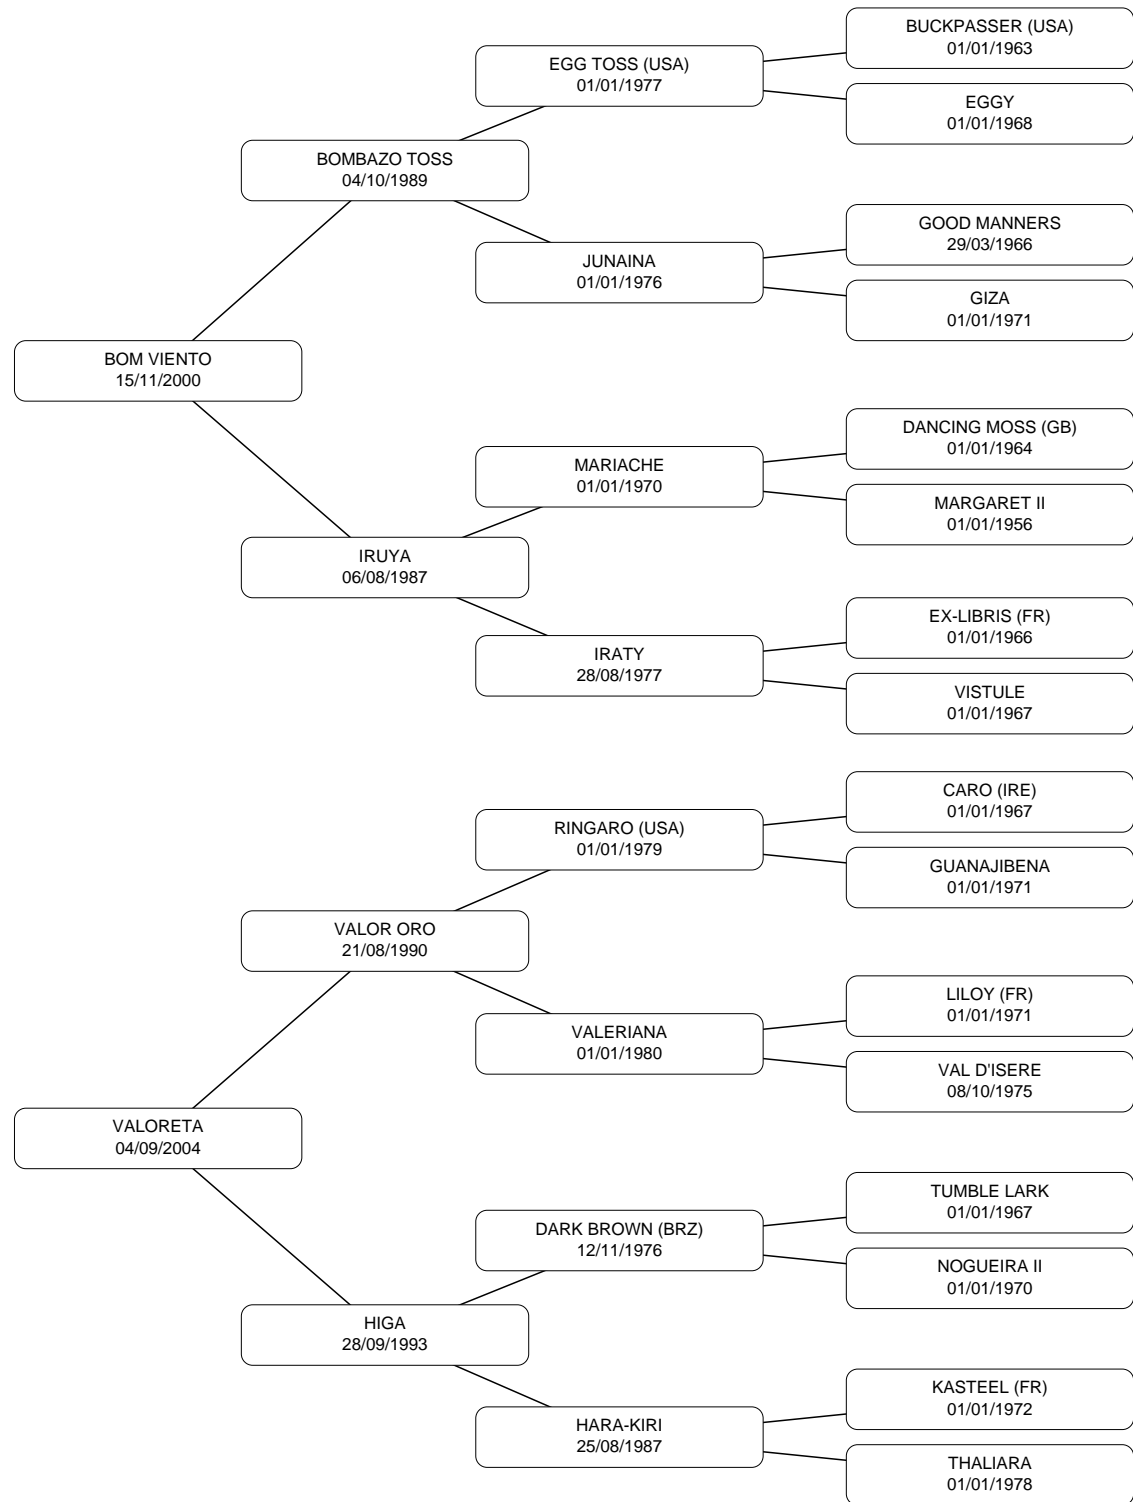 BUCKPASSER (USA)
01/01/1963
EGG TOSS (USA)
01/01/1977
EGGY
01/01/1968
BOMBAZO TOSS
04/10/1989
GOOD MANNERS
29/03/1966
JUNAINA
01/01/1976
GIZA
01/01/1971
BOM VIENTO
15/11/2000
DANCING MOSS (GB)
01/01/1964
MARIACHE
01/01/1970
MARGARET II
01/01/1956
IRUYA
06/08/1987
EX-LIBRIS (FR)
01/01/1966
IRATY
28/08/1977
VISTULE
01/01/1967
CARO (IRE)
01/01/1967
RINGARO (USA)
01/01/1979
GUANAJIBENA
01/01/1971
VALOR ORO
21/08/1990
LILOY (FR)
01/01/1971
VALERIANA
01/01/1980
VAL D'ISERE
08/10/1975
VALORETA
04/09/2004
TUMBLE LARK
01/01/1967
DARK BROWN (BRZ)
12/11/1976
NOGUEIRA II
01/01/1970
HIGA
28/09/1993
KASTEEL (FR)
01/01/1972
HARA-KIRI
25/08/1987
THALIARA
01/01/1978